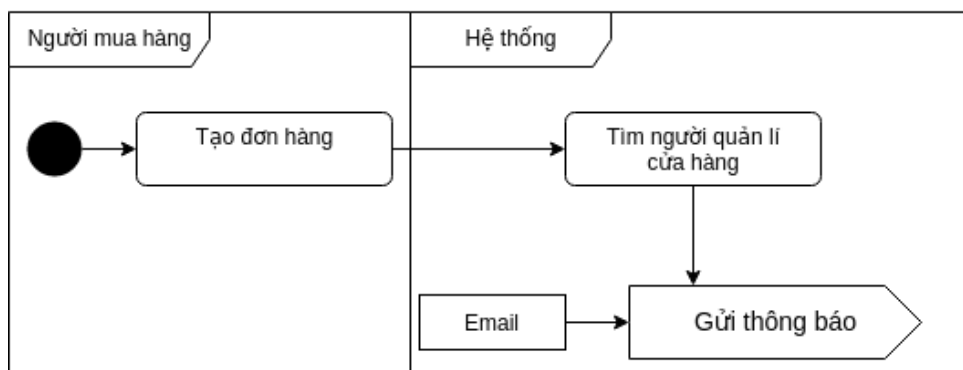 Người mua hàng
Hệ thống
Tạo đơn hàng
Tìm người quản lí
cửa hàng
Email
Gửi thông báo